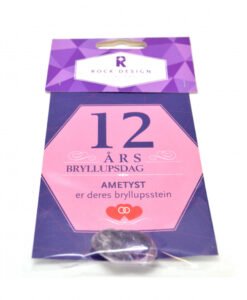 R
ROCK DESIGN
12
ÅRS
BRYLLUPSDAG
AMETYST
er deres bryllupsstein